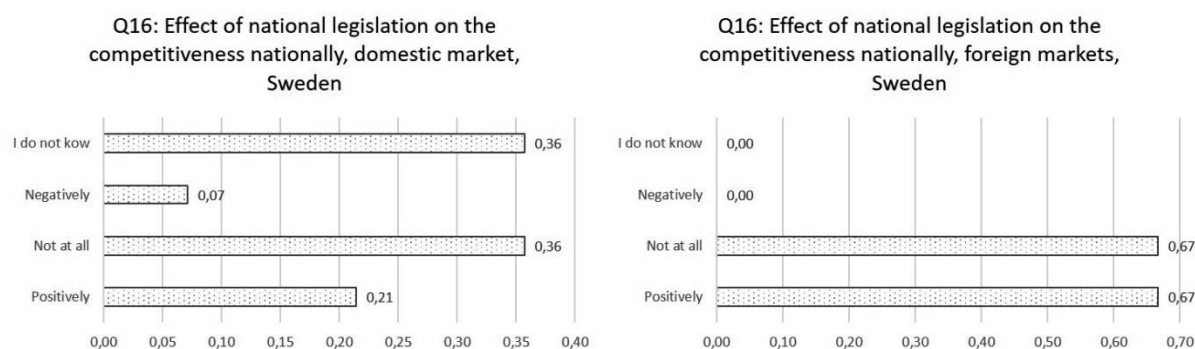 Q16: Effect of national legislation on the
competitiveness nationally, domestic market,
Sweden
I do not kow
0,36
Negatively
0,07
Not at all
0,36
Positively
0,21
0,00 0,05 0,10 0,15 0,20 0,25 0,30 0,35 0,40
Q16: Effect of national legislation on the
competitiveness nationally, foreign markets,
Sweden
I do not know
0,00
Negatively
0,00
Not at all
0,67
Positively
0,67
0,00 0,10 0,20 0,30 0,40 0,50 0,60 0,70